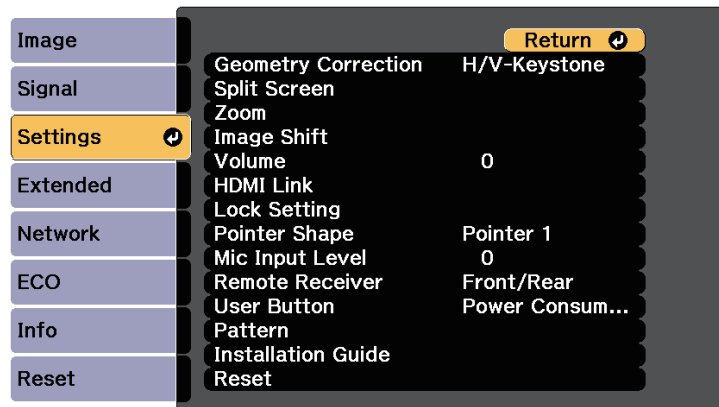 Image
Signal
Settings
Extended
Network
ECO
Info
Reset
Return
Geometry Correction H/V-Keystone
Split Screen
Zoom
Image Shift
Volume 0
HDMI Link
Lock Setting
Pointer Shape Pointer 1
Mic Input Level 0
Remote Receiver Front/Rear
User Button Power Consum...
Pattern
Installation Guide
Reset